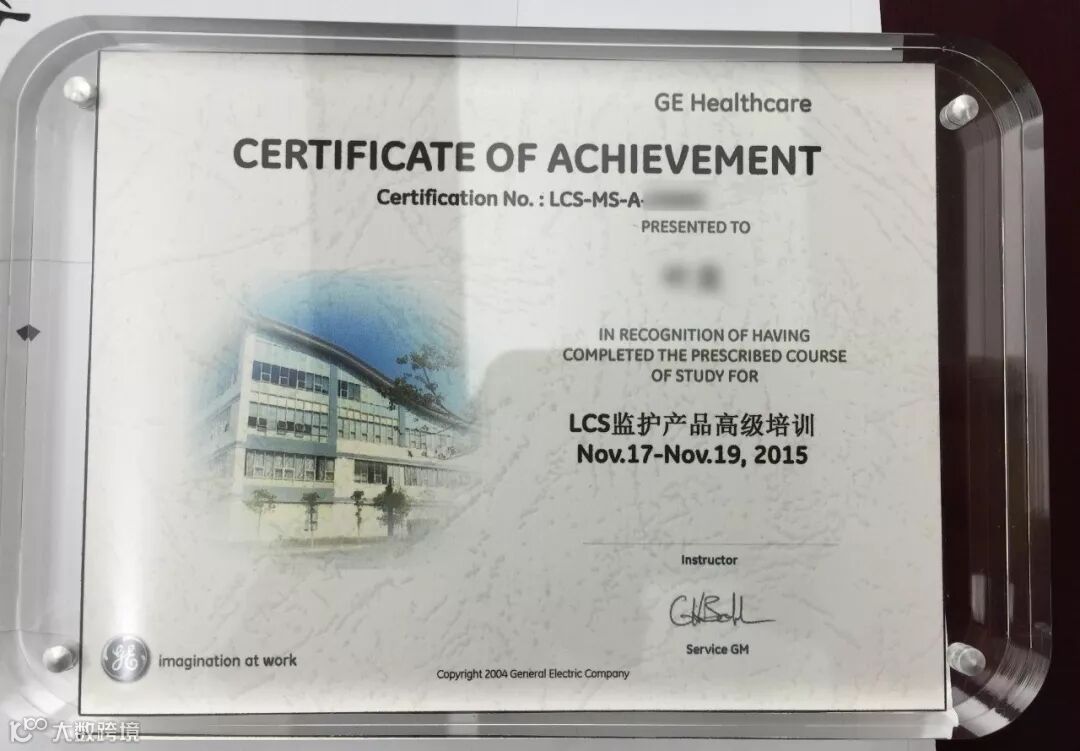 GE Healthcare
CERTIFICATE OF ACHIEVEMENT
Certification No. : LCS-MS-A-
PRESENTED TO
IN RECOGNITION OF HAVING
COMPLETED THE PRESCRIBED COURSE
OF STUDY FOR
LCS监护产品高级培训
Nov.17-Nov.19, 2015
Instructor
Service GM
GE imagination at work
Copyright 2004 General Electric Company
大数跨境